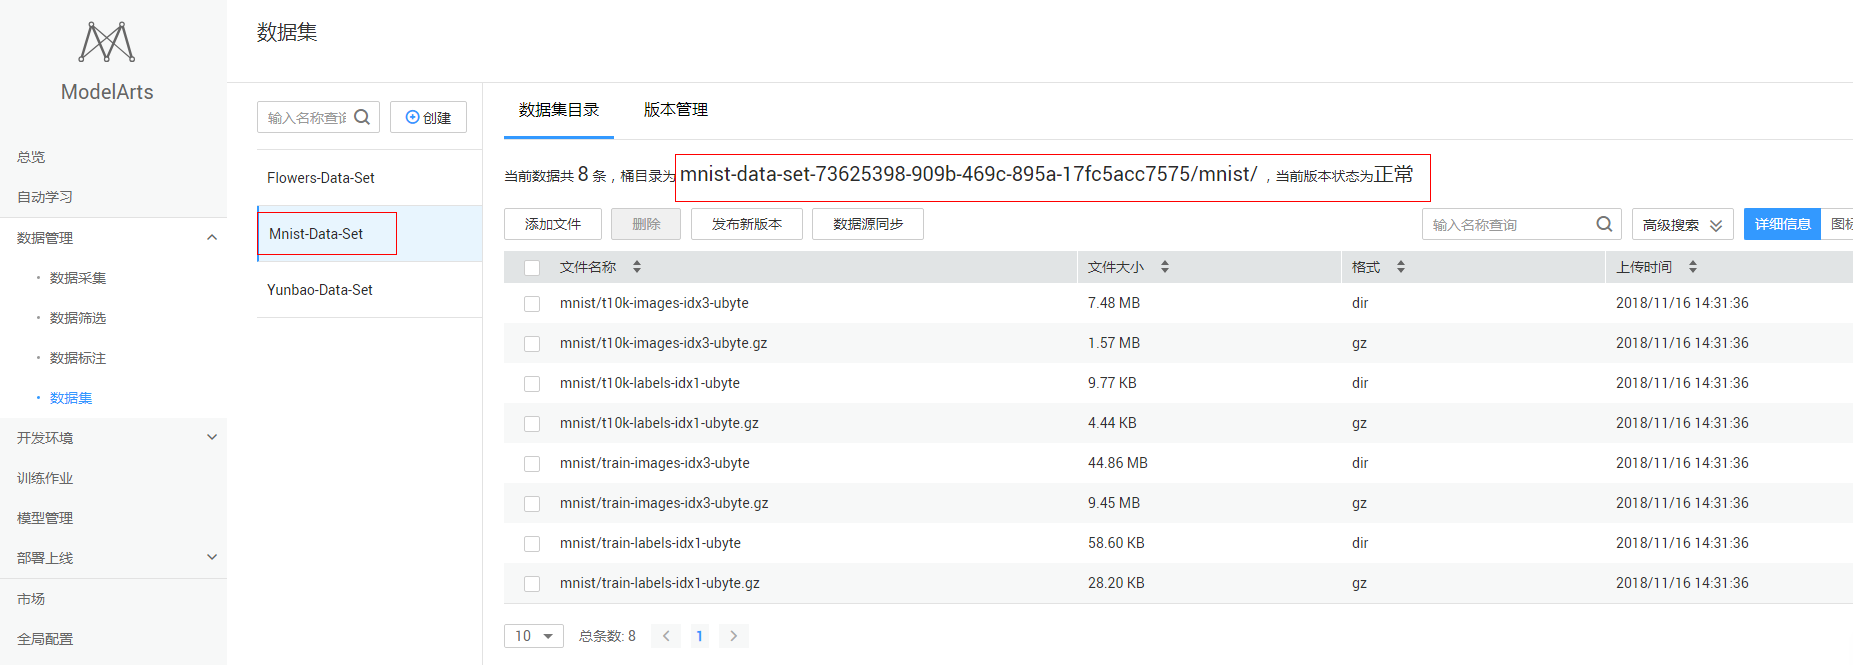 ModelArts
总览
自动学习
数据管理
数据采集
数据筛选
数据标注
数据集
开发环境
训练作业
模型管理
部署上线
市场
全局配置
数据集
输入名称查询
创建
Flowers-Data-Set
Mnist-Data-Set
Yunbao-Data-Set
数据集目录 版本管理
当前数据共 8 条，桶目录为 mnist-data-set-73625398-909b-469c-895a-17fc5acc7575/mnist/ ，当前版本状态为正常
添加文件 删除 发布新版本 数据源同步 输入名称查询 高级搜索 详细信息 图标
文件名称 文件大小 格式 上传时间
mnist/t10k-images-idx3-ubyte 7.48 MB dir 2018/11/16 14:31:36
mnist/t10k-images-idx3-ubyte.gz 1.57 MB gz 2018/11/16 14:31:36
mnist/t10k-labels-idx1-ubyte 9.77 KB dir 2018/11/16 14:31:36
mnist/t10k-labels-idx1-ubyte.gz 4.44 KB gz 2018/11/16 14:31:36
mnist/train-images-idx3-ubyte 44.86 MB dir 2018/11/16 14:31:36
mnist/train-images-idx3-ubyte.gz 9.45 MB gz 2018/11/16 14:31:36
mnist/train-labels-idx1-ubyte 58.60 KB dir 2018/11/16 14:31:36
mnist/train-labels-idx1-ubyte.gz 28.20 KB gz 2018/11/16 14:31:36
10 总条数: 8 1